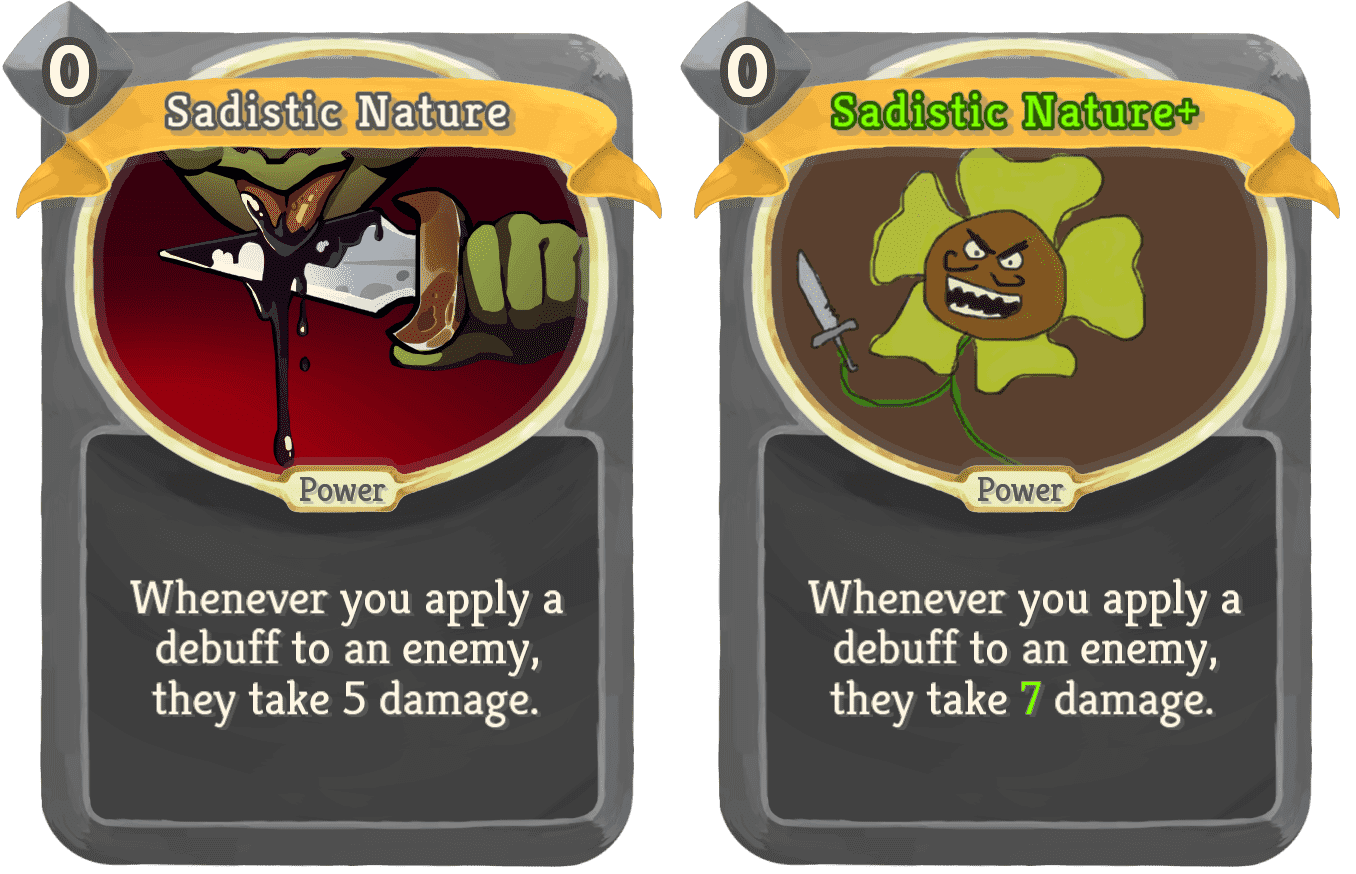 0
Sadistic Nature
Power
Whenever you apply a
debuff to an enemy,
they take 5 damage.
0
Sadistic Nature+
Power
Whenever you apply a
debuff to an enemy,
they take 7 damage.